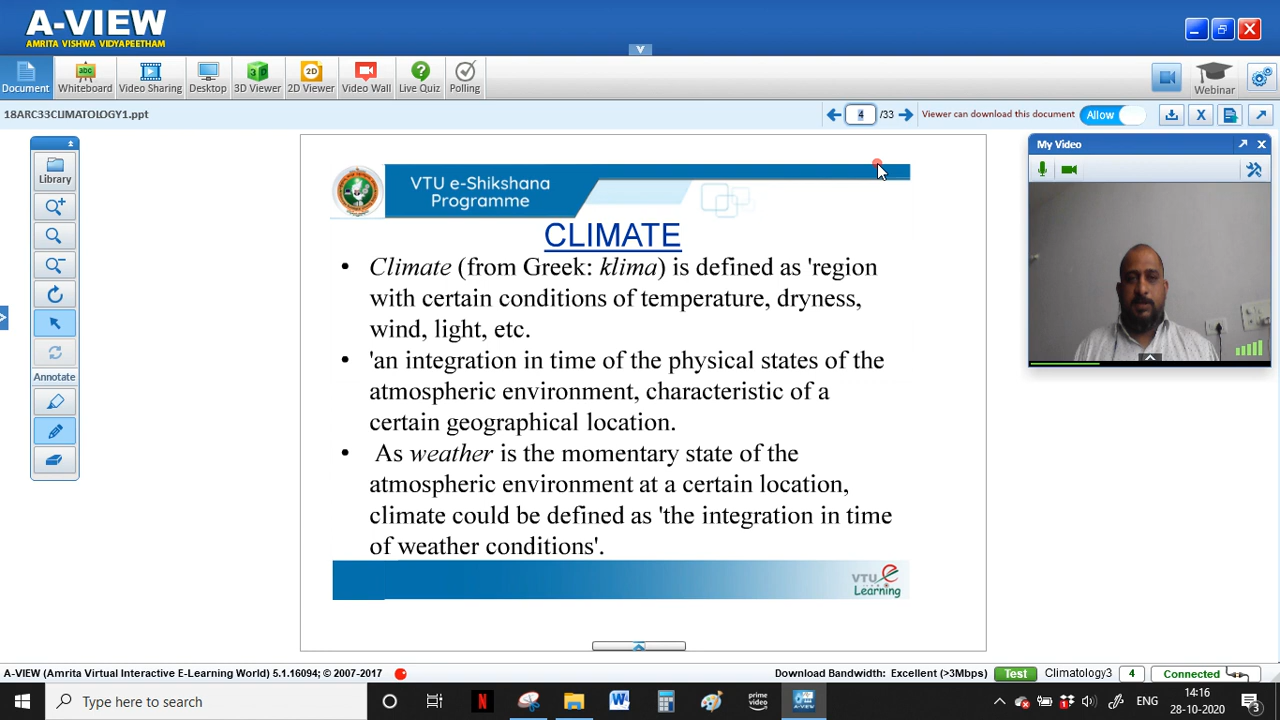 A-VIEW
AMRITA VISHWA VIDYAPEETHAM
V
Document
abc
Whiteboard
Video Sharing
Desktop
3D
3D Viewer
2D
2D Viewer
Video Wall
?
Live Quiz
Polling
Webinar
18ARC33CLIMATOLOGY1.ppt
4 /33
Viewer can download this document
Allow
X
My Video
Library
Annotate
VTU e-Shikshana
Programme
CLIMATE
• Climate (from Greek: klima) is defined as 'region
with certain conditions of temperature, dryness,
wind, light, etc.
• 'an integration in time of the physical states of the
atmospheric environment, characteristic of a
certain geographical location.
• As weather is the momentary state of the
atmospheric environment at a certain location,
climate could be defined as 'the integration in time
of weather conditions'.
VTU e
Learning
A-VIEW (Amrita Virtual Interactive E-Learning World) 5.1.16094; © 2007-2017
Download Bandwidth: Excellent (>3Mbps)
Test
Climatology3
4
Connected
Type here to search
N
W
prime
video
ENG
14:16
28-10-2020
3